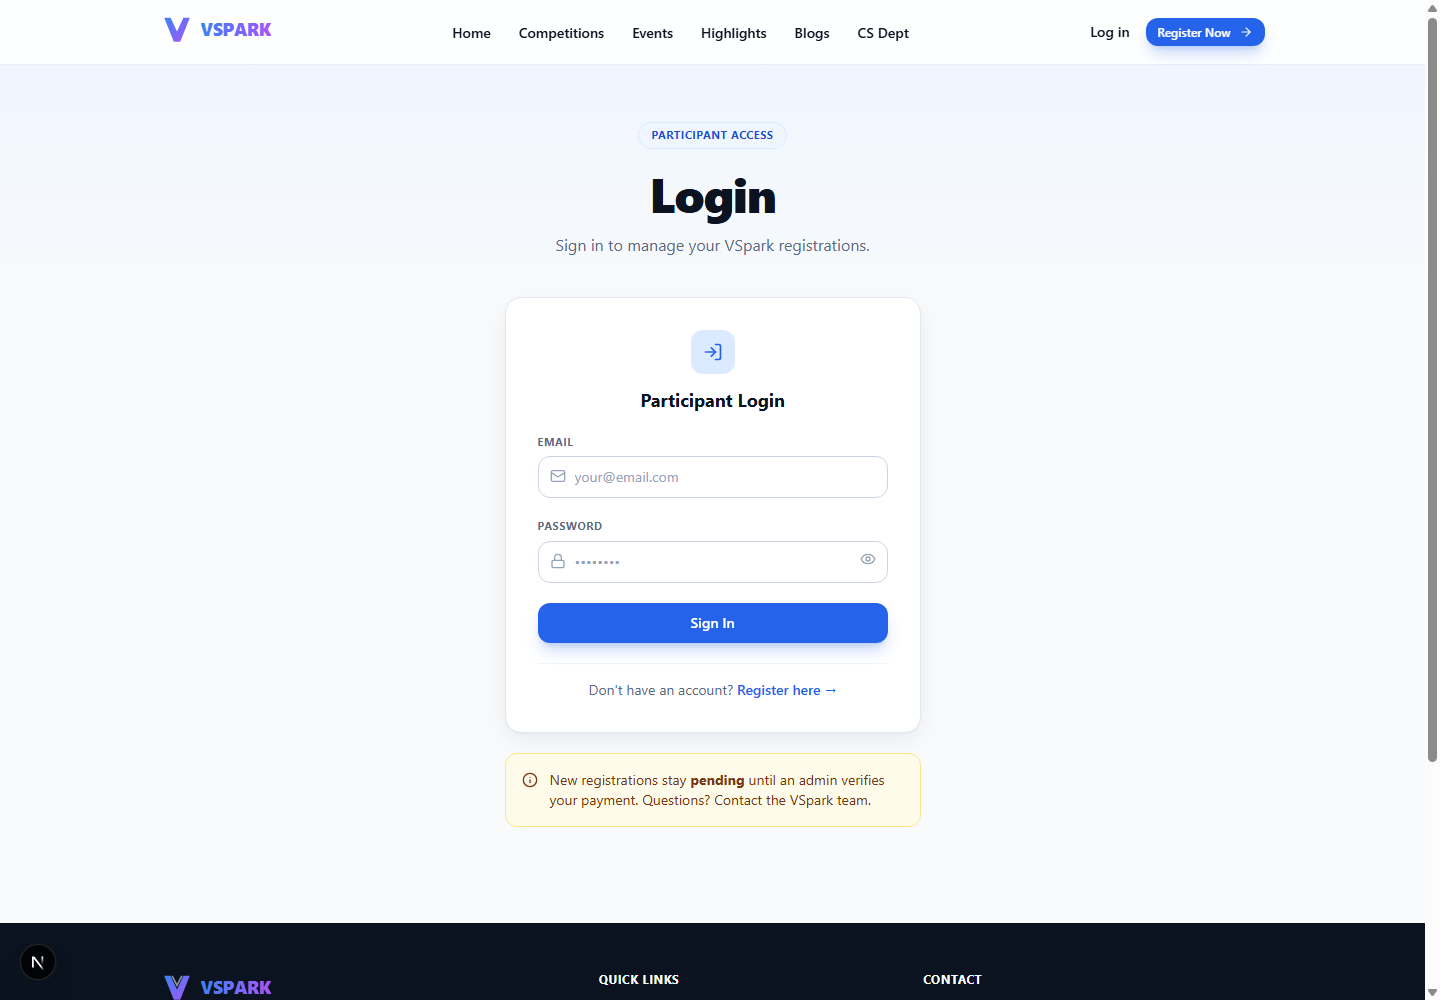 VSPARK
Home Competitions Events Highlights Blogs CS Dept
Log in Register Now →
PARTICIPANT ACCESS
Login
Sign in to manage your VSpark registrations.
Participant Login
EMAIL
your@email.com
PASSWORD
••••••••
Sign In
Don't have an account? Register here →
New registrations stay pending until an admin verifies
your payment. Questions? Contact the VSpark team.
N
VSPARK
QUICK LINKS
CONTACT